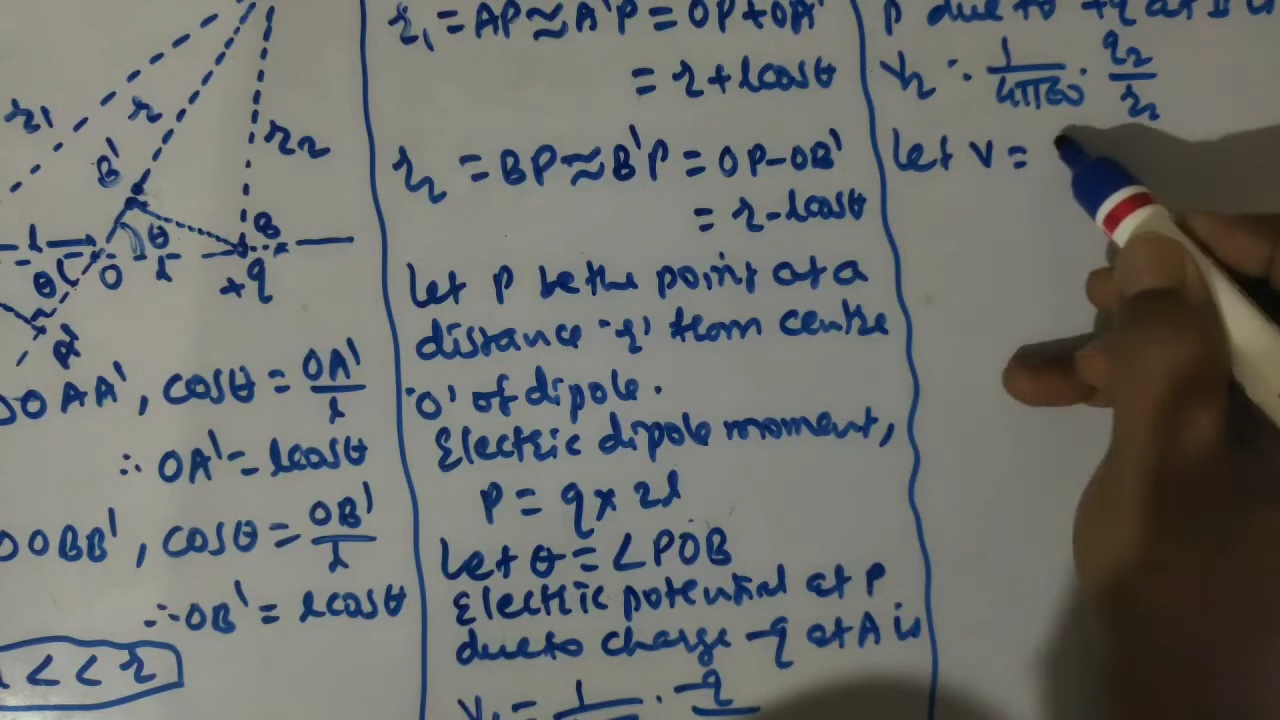 r₁
r
r₂
B'
θ
B
l
θ
O
l
+q
A'
OAA', cosθ = OA'/l
∴ OA' = lcosθ
OBB', cosθ = OB'/l
∴ OB' = lcosθ
l << r
r₁ = AP ≈ A'P = OP + OA'
= r + lcosθ
r₂ = BP ≈ B'P = OP - OB'
= r - lcosθ
Let P be the point at a
distance 'r' from centre
'O' of dipole.
Electric dipole moment,
P = q × 2l
Let θ = ∠POB
Electric potential at P
due to charge -q at A is
V₁ = 1 . -q
P due to +q at B is
V₂ = 1/4πε₀ . q₂/r₂
Let V =